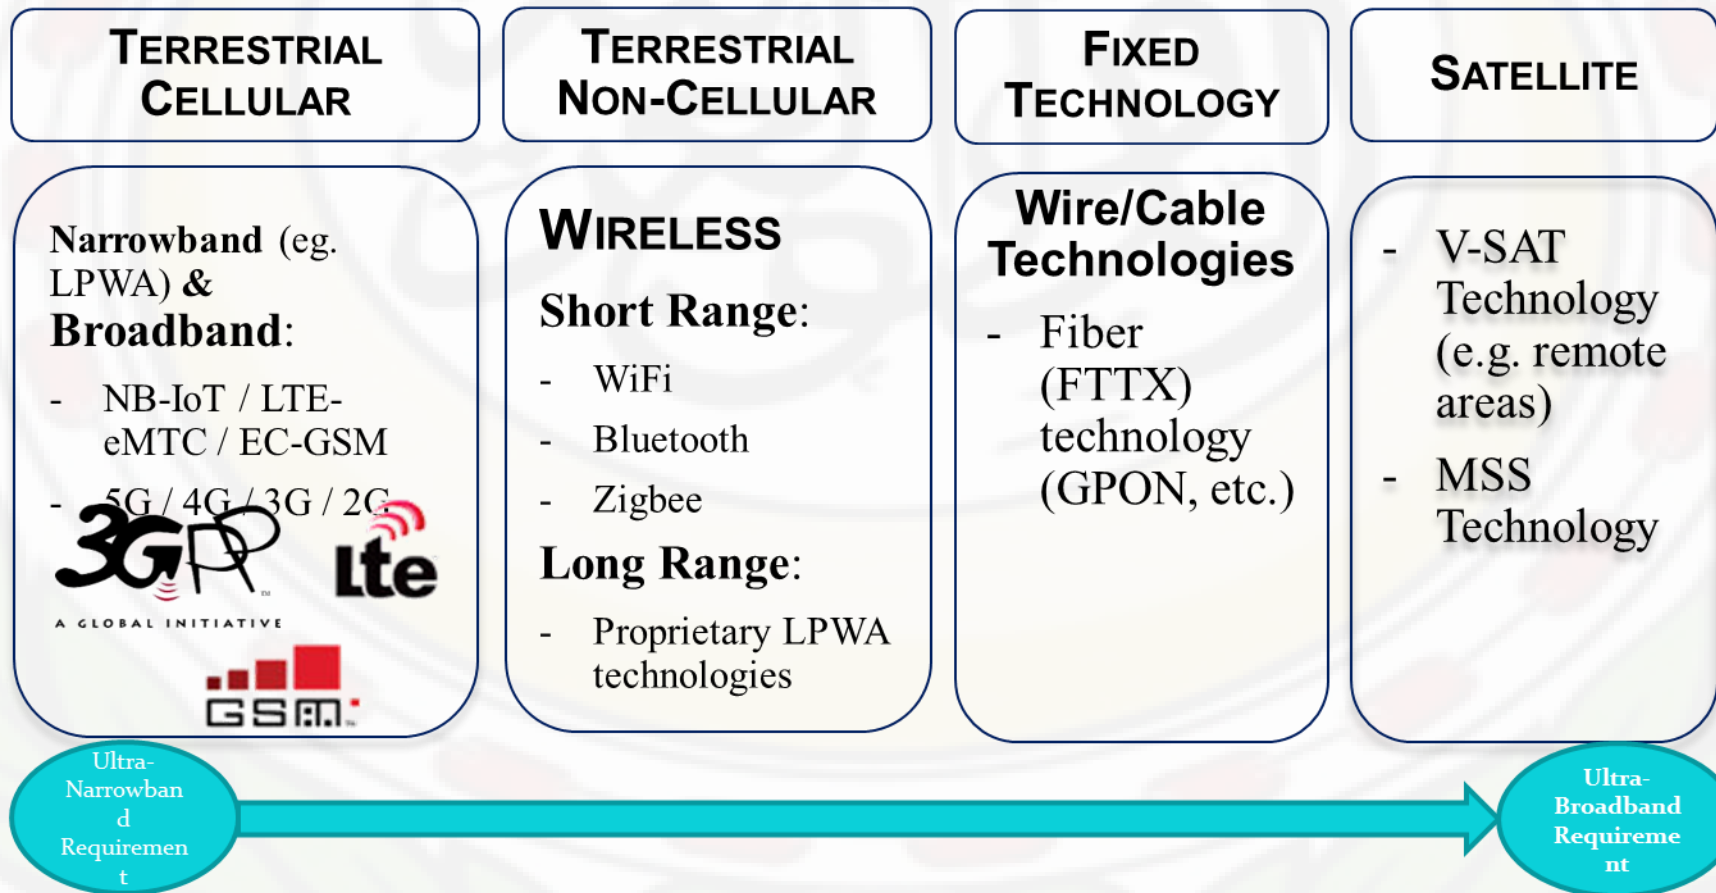 TERRESTRIAL
CELLULAR
TERRESTRIAL
NON-CELLULAR
FIXED
TECHNOLOGY
SATELLITE
Narrowband (eg.
LPWA) &
Broadband:
- NB-IoT / LTE-
eMTC / EC-GSM
- 5G / 4G / 3G / 2G
3GPP
TM
A GLOBAL INITIATIVE
Lte
GSM
WIRELESS
Short Range:
- WiFi
- Bluetooth
- Zigbee
Long Range:
- Proprietary LPWA
technologies
Wire/Cable
Technologies
- Fiber
(FTTX)
technology
(GPON, etc.)
- V-SAT
Technology
(e.g. remote
areas)
- MSS
Technology
Ultra-
Narrowban
d
Requiremen
t
Ultra-
Broadband
Requireme
nt